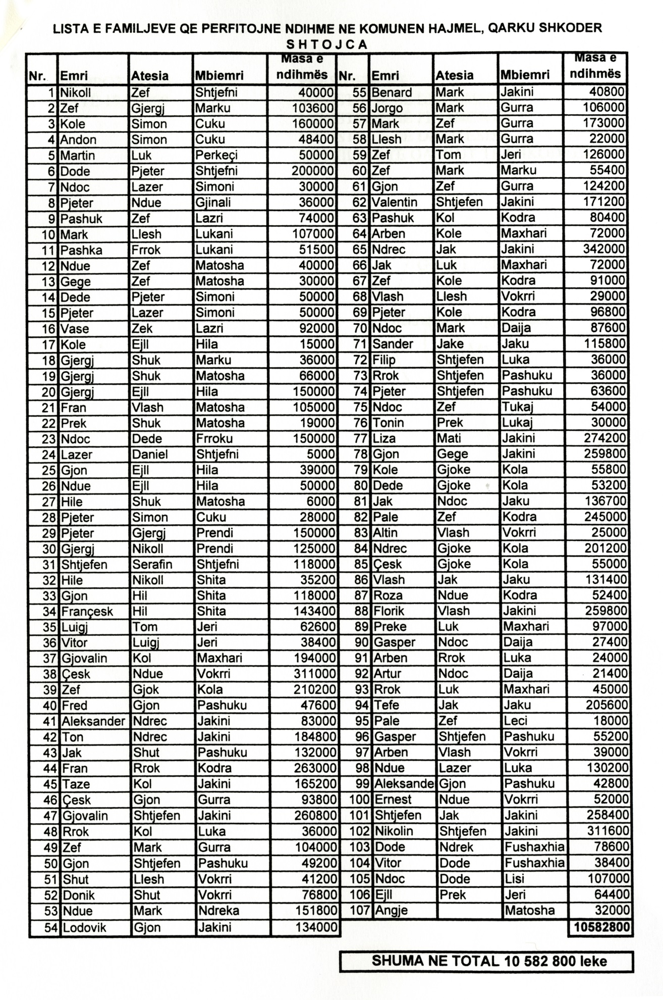 LISTA E FAMILJEVE QE PERFITOJNE NDIHME NE KOMUNEN HAJMEL, QARKU SHKODER
SHTOJCA
Nr. Emri Atesia Mbiemri Masa e ndihmës Nr. Emri Atesia Mbiemri Masa e ndihmës
1 Nikoll Zef Shtjefni 40000 55 Benard Mark Jakini 40800
2 Zef Gjergj Marku 103600 56 Jorgo Mark Gurra 106000
3 Kole Simon Cuku 160000 57 Mark Zef Gurra 173000
4 Andon Simon Cuku 48400 58 Llesh Mark Gurra 22000
5 Martin Luk Perkeçi 50000 59 Zef Tom Jeri 126000
6 Dode Pjeter Shtjefni 200000 60 Zef Mark Marku 55400
7 Ndoc Lazer Simoni 30000 61 Gjon Zef Gurra 124200
8 Pjeter Ndue Gjinali 36000 62 Valentin Shtjefen Jakini 171200
9 Pashuk Zef Lazri 74000 63 Pashuk Kol Kodra 80400
10 Mark Llesh Lukani 107000 64 Arben Kole Maxhari 72000
11 Pashka Frrok Lukani 51500 65 Ndrec Jak Jakini 342000
12 Ndue Zef Matosha 40000 66 Jak Luk Maxhari 72000
13 Gege Zef Matosha 30000 67 Zef Kole Kodra 91000
14 Dede Pjeter Simoni 50000 68 Vlash Llesh Vokrri 29000
15 Pjeter Lazer Simoni 50000 69 Pjeter Kole Kodra 96800
16 Vase Zek Lazri 92000 70 Ndoc Mark Daija 87600
17 Kole Ejll Hila 15000 71 Sander Jake Jaku 115800
18 Gjergj Shuk Marku 36000 72 Filip Shtjefen Luka 36000
19 Gjergj Shuk Matosha 66000 73 Rrok Shtjefen Pashuku 36000
20 Gjergj Ejll Hila 150000 74 Pjeter Shtjefen Pashuku 63600
21 Fran Vlash Matosha 105000 75 Ndoc Zef Tukaj 54000
22 Prek Shuk Matosha 19000 76 Tonin Prek Lukaj 30000
23 Ndoc Dede Frroku 150000 77 Liza Mati Jakini 274200
24 Lazer Daniel Shtjefni 5000 78 Gjon Gege Jakini 259800
25 Gjon Ejll Hila 39000 79 Kole Gjoke Kola 55800
26 Ndue Ejll Hila 50000 80 Dede Gjoke Kola 53200
27 Hile Shuk Matosha 6000 81 Jak Ndoc Jaku 136700
28 Pjeter Simon Cuku 28000 82 Pale Zef Kodra 245000
29 Pjeter Gjergj Prendi 150000 83 Altin Vlash Vokrri 25000
30 Gjergj Nikoll Prendi 125000 84 Ndrec Gjoke Kola 201200
31 Shtjefen Serafin Shtjefni 118000 85 Çesk Gjoke Kola 55000
32 Hile Nikoll Shita 35200 86 Vlash Jak Jaku 131400
33 Gjon Hil Shita 118000 87 Roza Ndue Kodra 52400
34 Françesk Hil Shita 143400 88 Florik Vlash Jakini 259800
35 Luigj Tom Jeri 62600 89 Preke Luk Maxhari 97000
36 Vitor Luigj Jeri 38400 90 Gasper Ndoc Daija 27400
37 Gjovalin Kol Maxhari 194000 91 Arben Rrok Luka 24000
38 Çesk Ndue Vokrri 311000 92 Artur Ndoc Daija 21400
39 Zef Gjok Kola 210200 93 Rrok Luk Maxhari 45000
40 Fred Gjon Pashuku 47600 94 Tefe Jak Jaku 205600
41 Aleksander Ndrec Jakini 83000 95 Pale Zef Leci 18000
42 Ton Ndrec Jakini 184800 96 Gasper Shtjefen Pashuku 55200
43 Jak Shut Pashuku 132000 97 Arben Vlash Vokrri 39000
44 Fran Rrok Kodra 263000 98 Ndue Lazer Luka 130200
45 Taze Kol Jakini 165200 99 Aleksande Gjon Pashuku 42800
46 Çesk Gjon Gurra 93800 100 Ernest Ndue Vokrri 52000
47 Gjovalin Shtjefen Jakini 260800 101 Shtjefen Jak Jakini 258400
48 Rrok Kol Luka 36000 102 Nikolin Shtjefen Jakini 311600
49 Zef Mark Gurra 104000 103 Dode Ndrek Fushaxhia 78600
50 Gjon Shtjefen Pashuku 49200 104 Vitor Dode Fushaxhia 38400
51 Shut Llesh Vokrri 41200 105 Ndoc Dode Lisi 107000
52 Donik Shut Vokrri 76800 106 Ejll Prek Jeri 64400
53 Ndue Mark Ndreka 151800 107 Angje Matosha 32000
54 Lodovik Gjon Jakini 134000 10582800
SHUMA NE TOTAL 10 582 800 leke